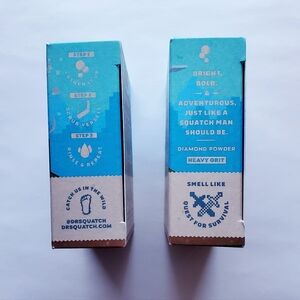 STEP 1
STEP 2
STEP 3
RINSE & REPEAT
CATCH US IN THE WILD
@DRSQUATCH
DRSQUATCH.COM
BRIGHT,
BOLD,
&
ADVENTUROUS,
JUST LIKE A
SQUATCH MAN
SHOULD BE.
DIAMOND POWDER
HEAVY GRIT
SMELL LIKE
QUEST FOR SURVIVAL